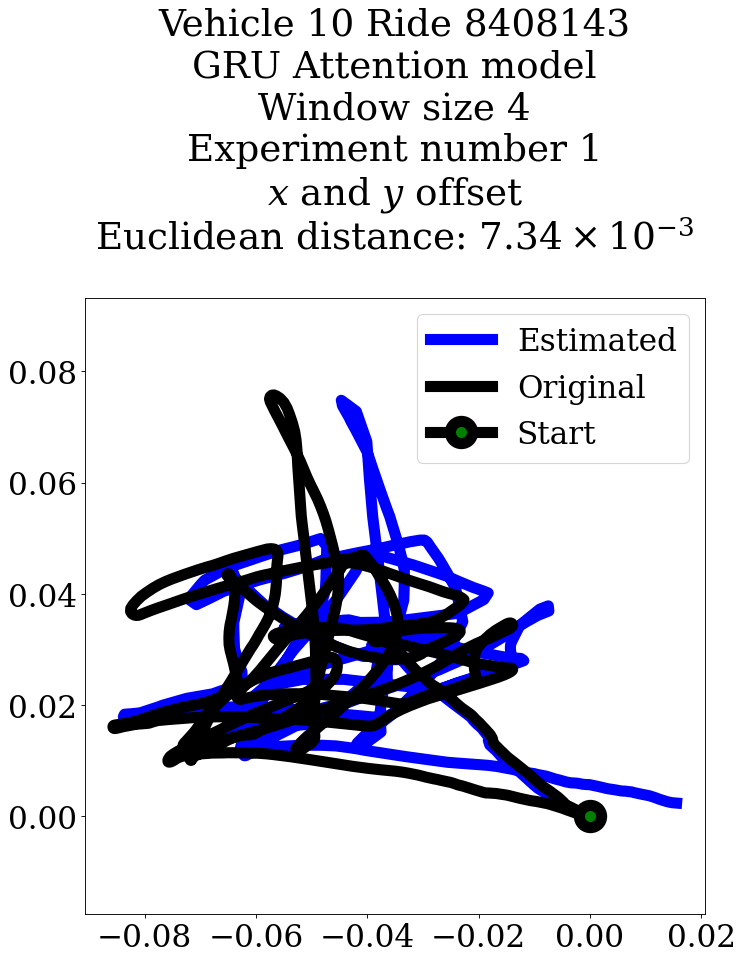 Vehicle 10 Ride 8408143
GRU Attention model
Window size 4
Experiment number 1
x and y offset
Euclidean distance: 7.34 × 10⁻³
Estimated
Original
Start
0.08
0.06
0.04
0.02
0.00
−0.08 −0.06 −0.04 −0.02 0.00 0.02